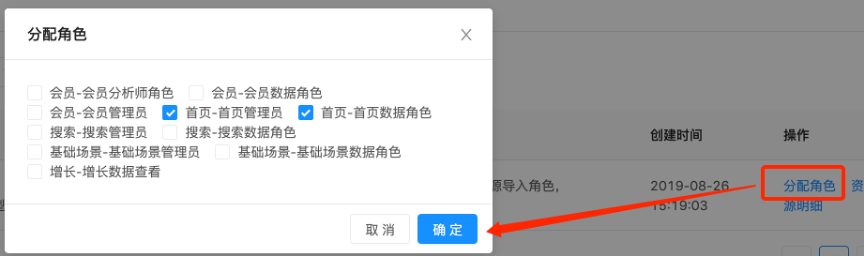 分配角色
会员-会员分析师角色 会员-会员数据角色
会员-会员管理员 首页-首页管理员 首页-首页数据角色
搜索-搜索管理员 搜索-搜索数据角色
基础场景-基础场景管理员 基础场景-基础场景数据角色
增长-增长数据查看
取 消 确 定
创建时间 操作
源导入角色,
2019-08-26
15:19:03
分配角色 资
源明细